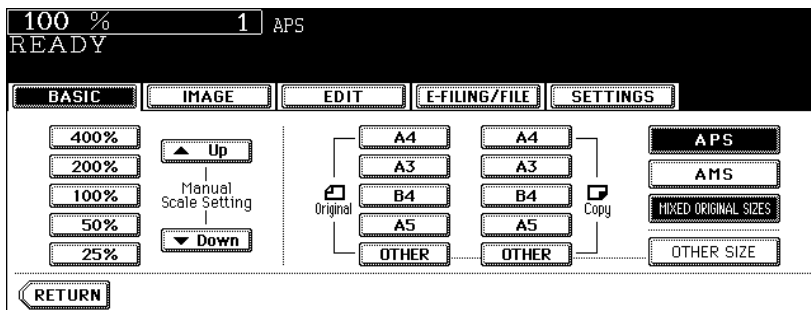 100 % 1 APS
READY
BASIC IMAGE EDIT E-FILING/FILE SETTINGS
400% ▲ Up A4 A4 APS
200% A3 A3 AMS
100% Manual Scale Setting Original B4 B4 Copy MIXED ORIGINAL SIZES
50% ▼ Down A5 A5
25% OTHER OTHER OTHER SIZE
RETURN